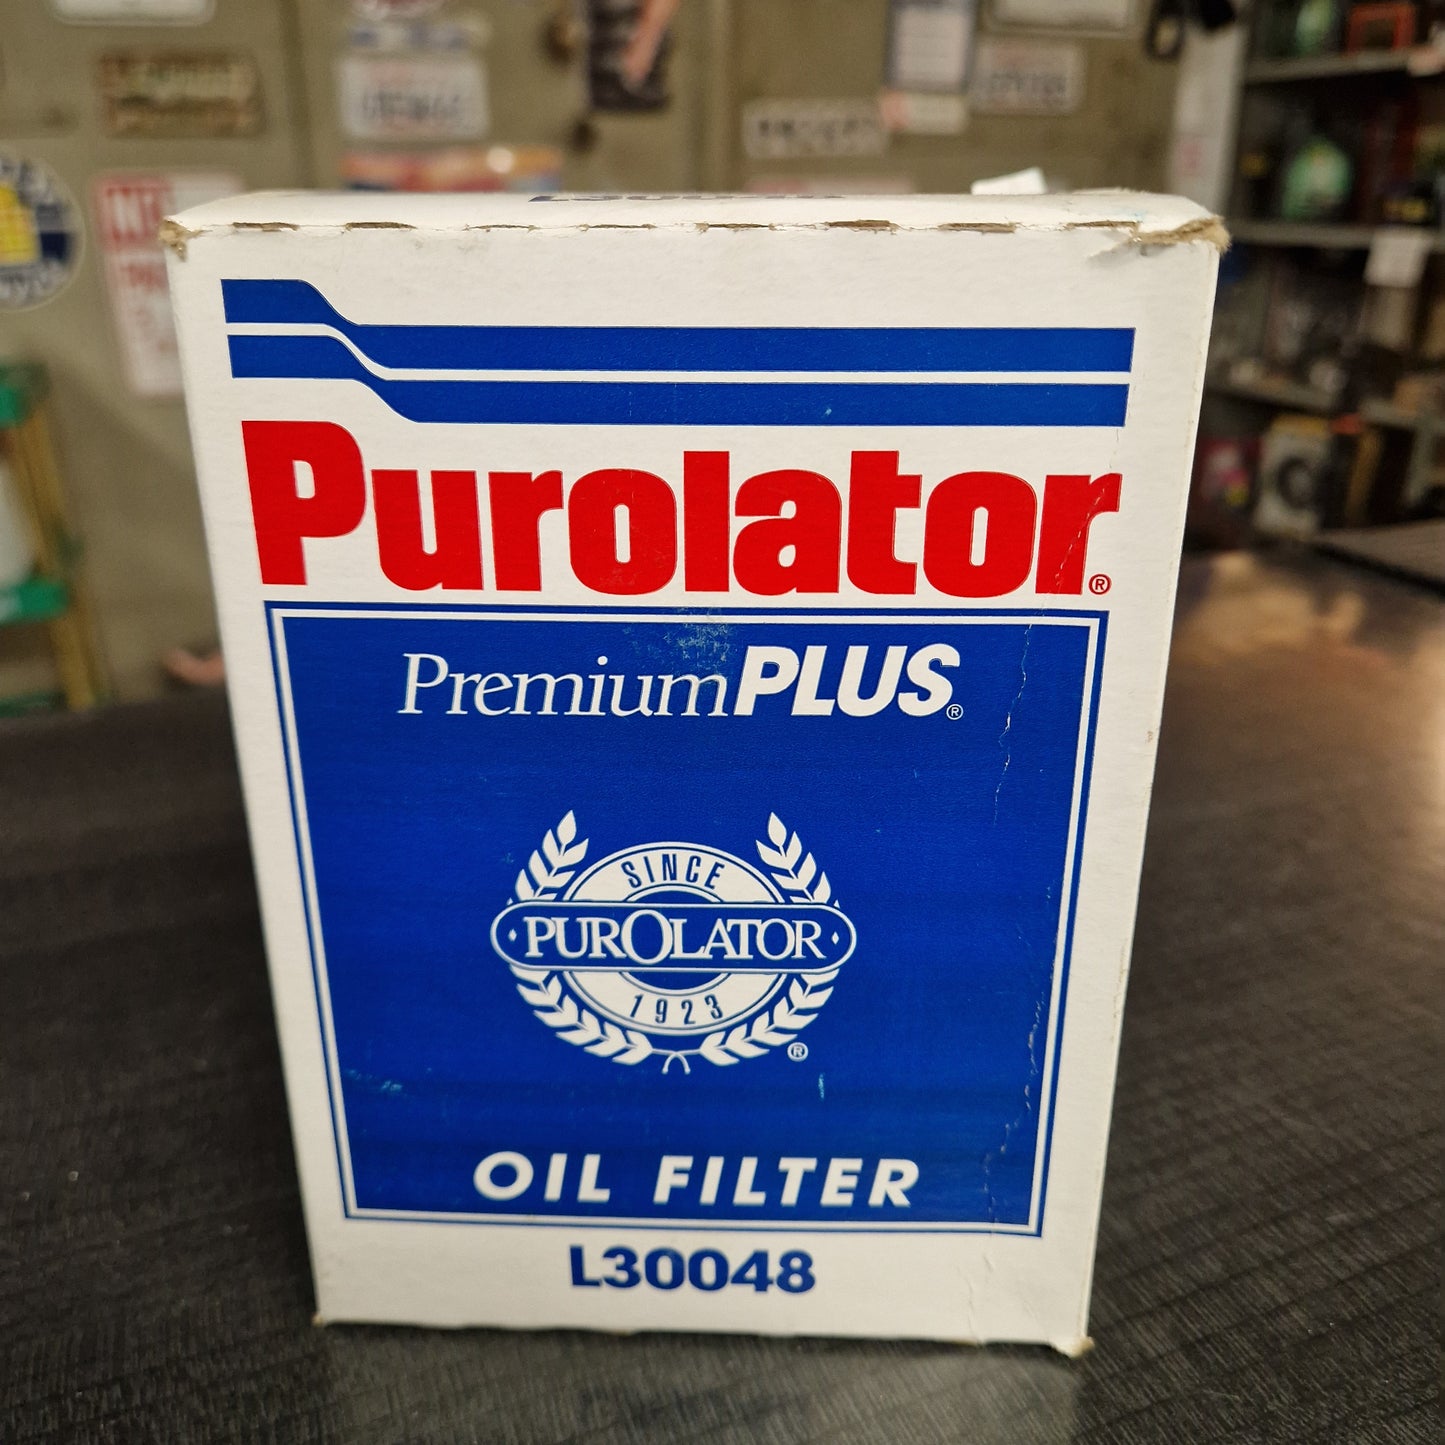 Purolator®
PremiumPLUS®
SINCE
PUROLATOR
1923
®
OIL FILTER
L30048